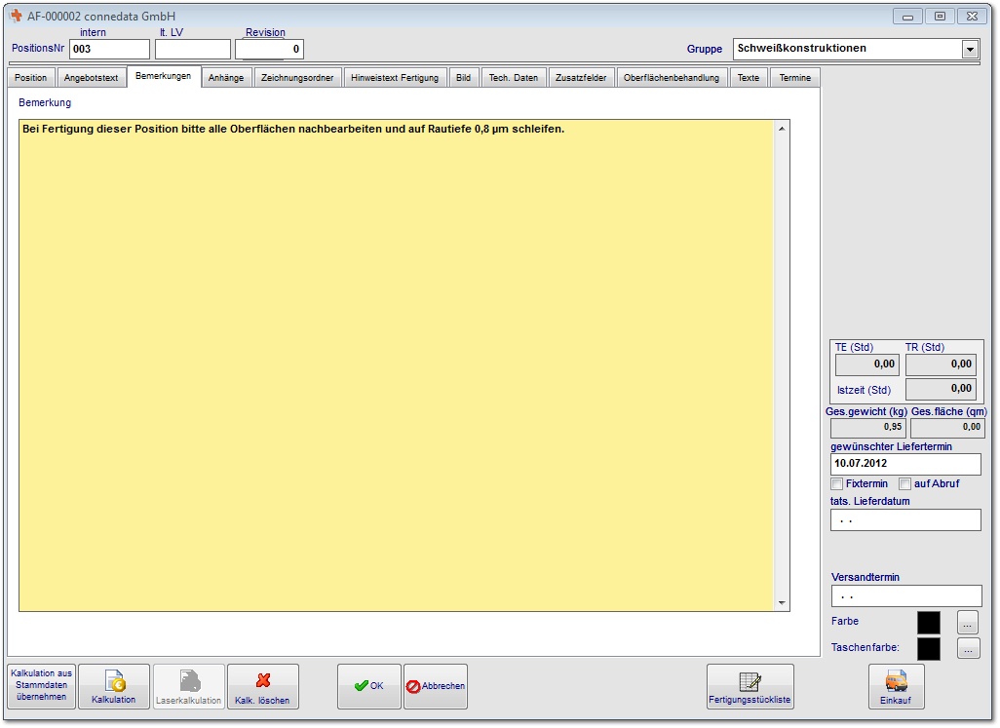 AF-000002 connedata GmbH
intern lt. LV Revision
PositionsNr 003 0
Gruppe Schweißkonstruktionen
Position Angebotstext Bemerkungen Anhänge Zeichnungsordner Hinweistext Fertigung Bild Tech. Daten Zusatzfelder Oberflächenbehandlung Texte Termine
Bemerkung
Bei Fertigung dieser Position bitte alle Oberflächen nachbearbeiten und auf Rautiefe 0,8 µm schleifen.
TE (Std) TR (Std)
0,00 0,00
Istzeit (Std) 0,00
Ges.gewicht (kg) Ges.fläche (qm)
0,95 0,00
gewünschter Liefertermin
10.07.2012
Fixtermin auf Abruf
tats. Lieferdatum
. .
Versandtermin
. .
Farbe ...
Taschenfarbe: ...
Kalkulation aus
Stammdaten
übernehmen
Kalkulation
Laserkalkulation
Kalk. löschen
OK
Abbrechen
Fertigungsstückliste
Einkauf